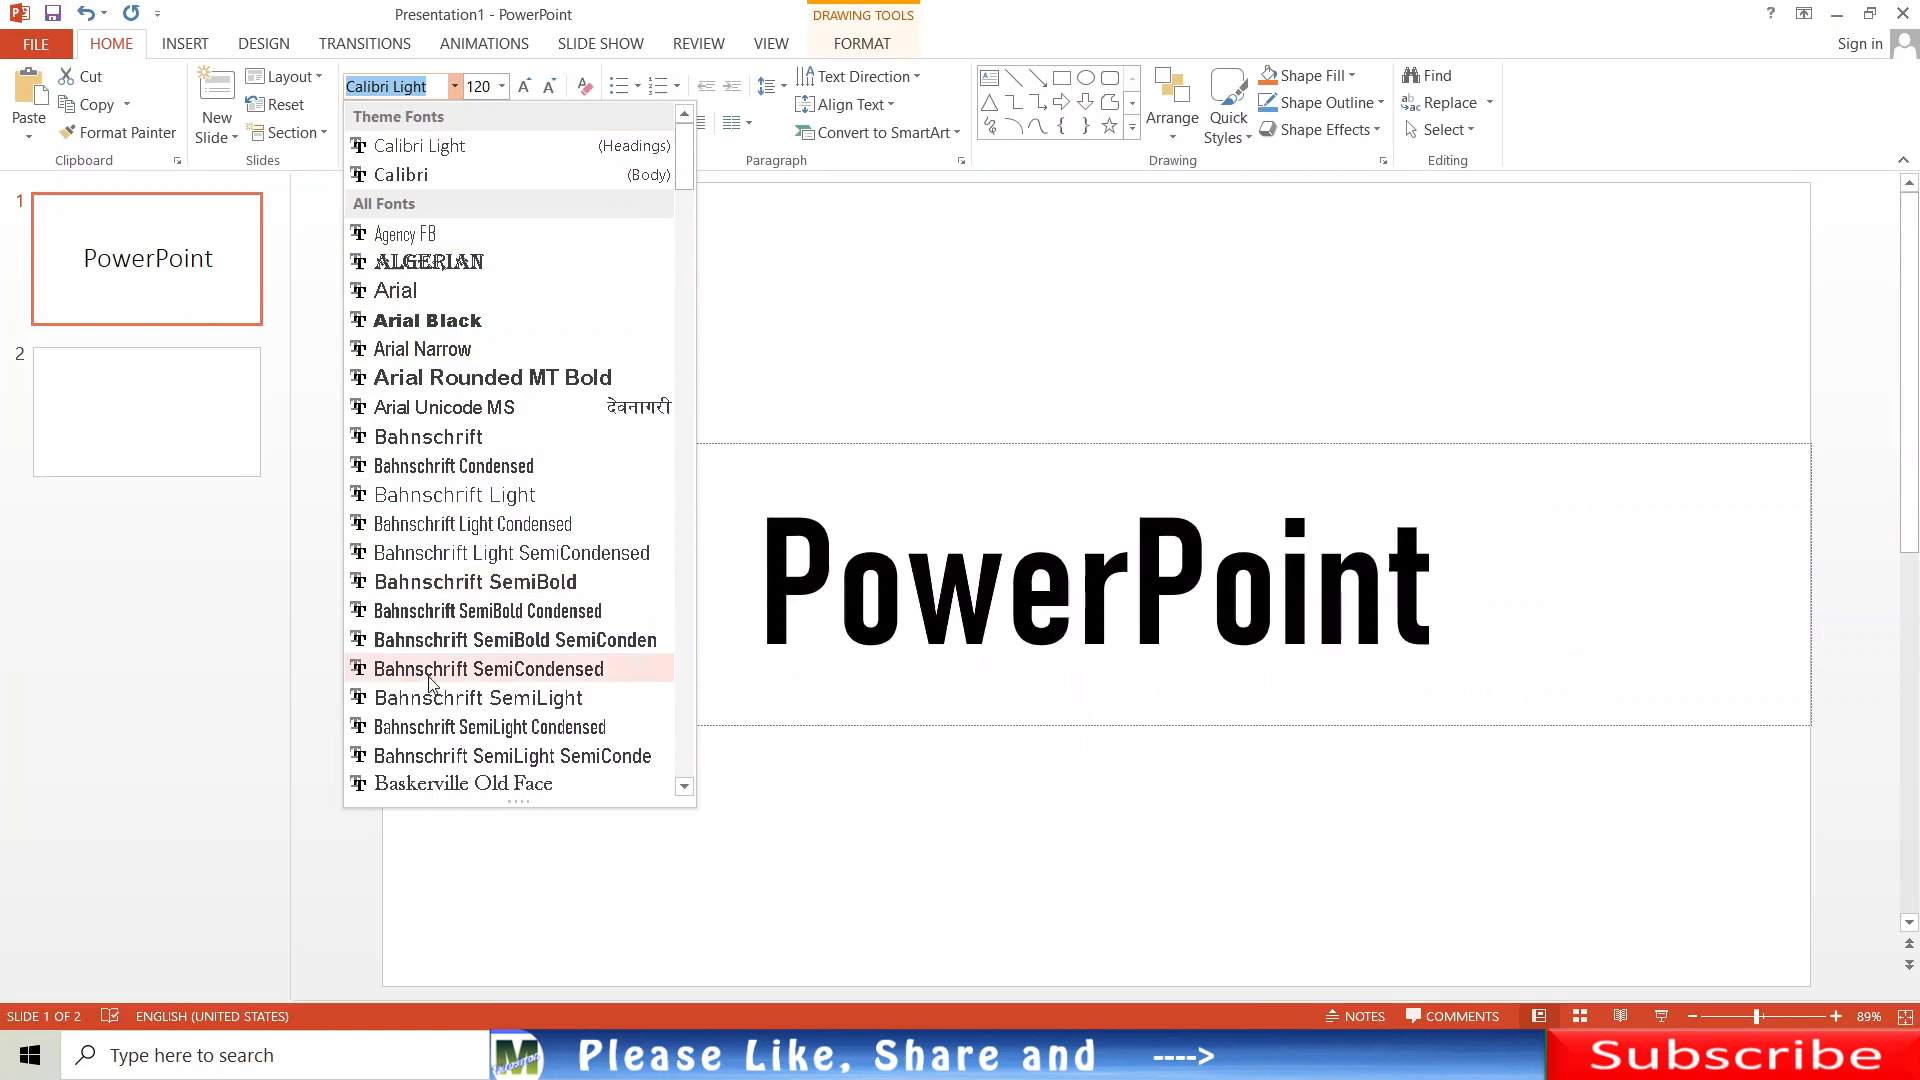 Presentation1 - PowerPoint
DRAWING TOOLS
?
FILE
HOME
INSERT
DESIGN
TRANSITIONS
ANIMATIONS
SLIDE SHOW
REVIEW
VIEW
FORMAT
Sign in
Paste
Cut
Copy
Format Painter
Clipboard
New
Slide
Layout
Reset
Section
Slides
Calibri Light
120
Text Direction
Align Text
Convert to SmartArt
Paragraph
Arrange
Quick
Styles
Shape Fill
Shape Outline
Shape Effects
Drawing
Find
Replace
Select
Editing
Theme Fonts
Calibri Light (Headings)
Calibri (Body)
All Fonts
Agency FB
ALGERIAN
Arial
Arial Black
Arial Narrow
Arial Rounded MT Bold
Arial Unicode MS देवनागरी
Bahnschrift
Bahnschrift Condensed
Bahnschrift Light
Bahnschrift Light Condensed
Bahnschrift Light SemiCondensed
Bahnschrift SemiBold
Bahnschrift SemiBold Condensed
Bahnschrift SemiBold SemiConden
Bahnschrift SemiCondensed
Bahnschrift SemiLight
Bahnschrift SemiLight Condensed
Bahnschrift SemiLight SemiConde
Baskerville Old Face
1
PowerPoint
2
PowerPoint
SLIDE 1 OF 2
ENGLISH (UNITED STATES)
NOTES
COMMENTS
89%
Type here to search
Please Like, Share and ---->
Subscribe